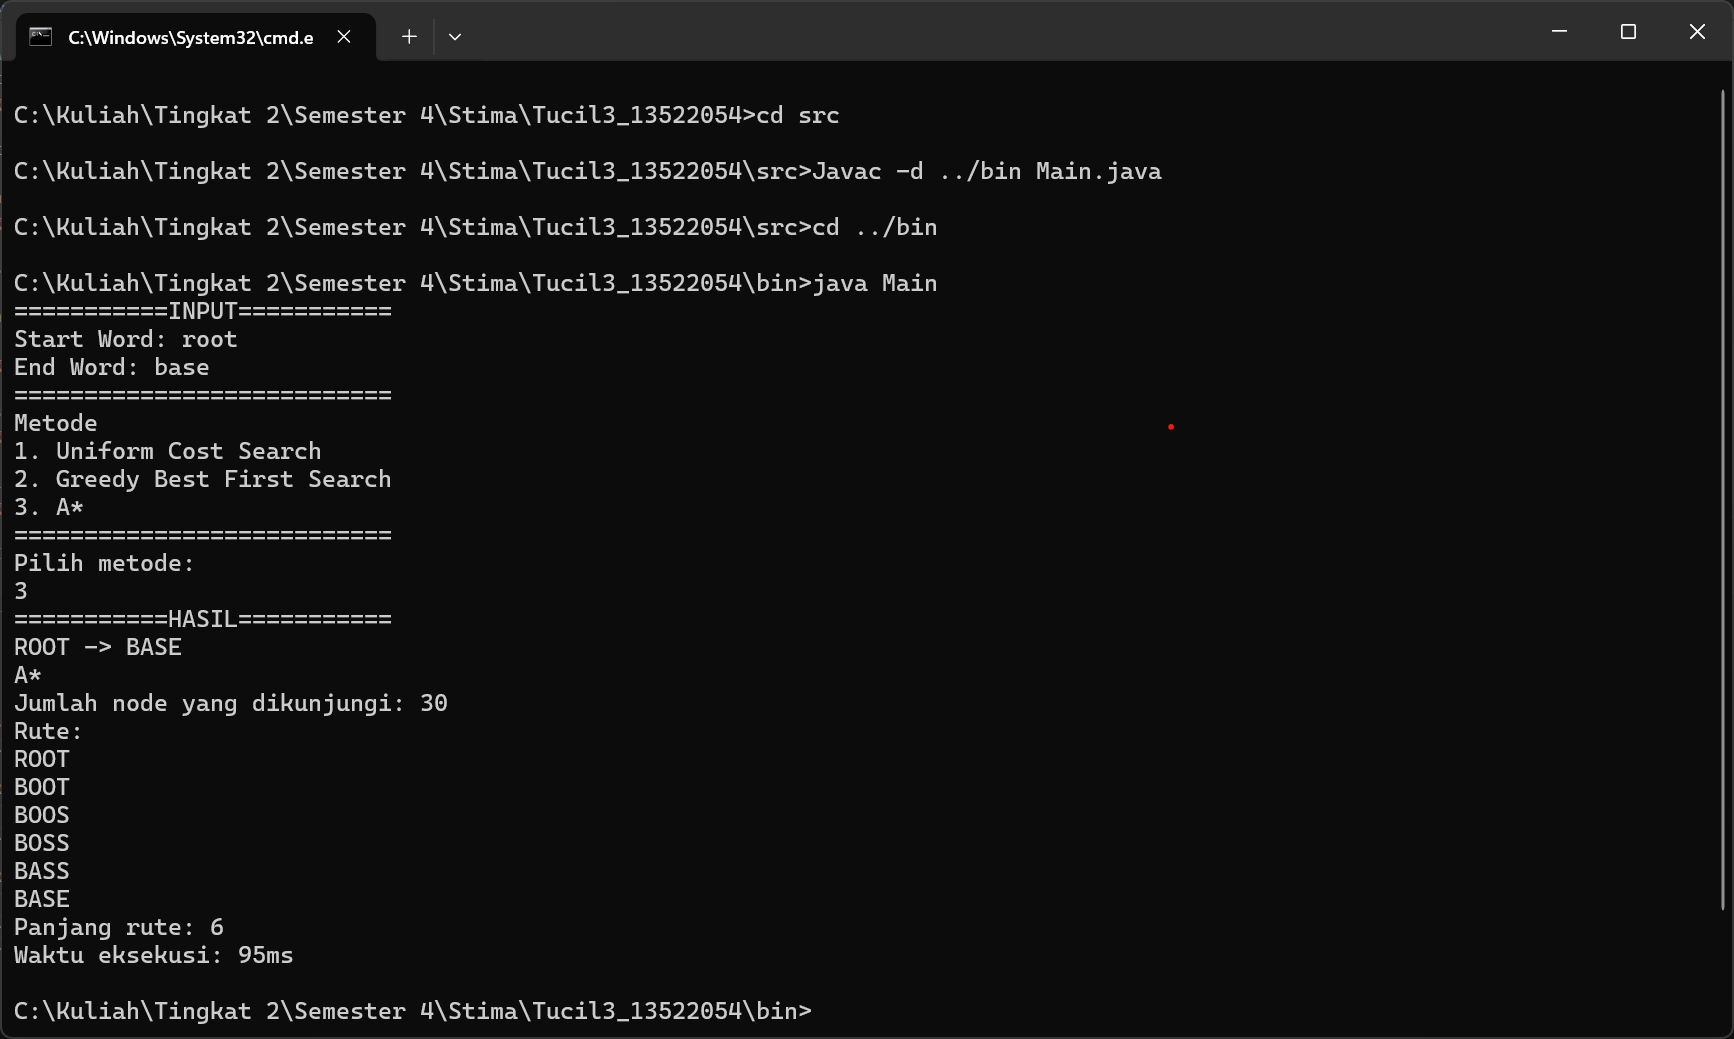 C:\Windows\System32\cmd.e
C:\Kuliah\Tingkat 2\Semester 4\Stima\Tucil3_13522054>cd src
C:\Kuliah\Tingkat 2\Semester 4\Stima\Tucil3_13522054\src>Javac -d ../bin Main.java
C:\Kuliah\Tingkat 2\Semester 4\Stima\Tucil3_13522054\src>cd ../bin
C:\Kuliah\Tingkat 2\Semester 4\Stima\Tucil3_13522054\bin>java Main
===========INPUT===========
Start Word: root
End Word: base
===========================
Metode
1. Uniform Cost Search
2. Greedy Best First Search
3. A*
===========================
Pilih metode:
3
===========HASIL===========
ROOT -> BASE
A*
Jumlah node yang dikunjungi: 30
Rute:
ROOT
BOOT
BOOS
BOSS
BASS
BASE
Panjang rute: 6
Waktu eksekusi: 95ms
C:\Kuliah\Tingkat 2\Semester 4\Stima\Tucil3_13522054\bin>